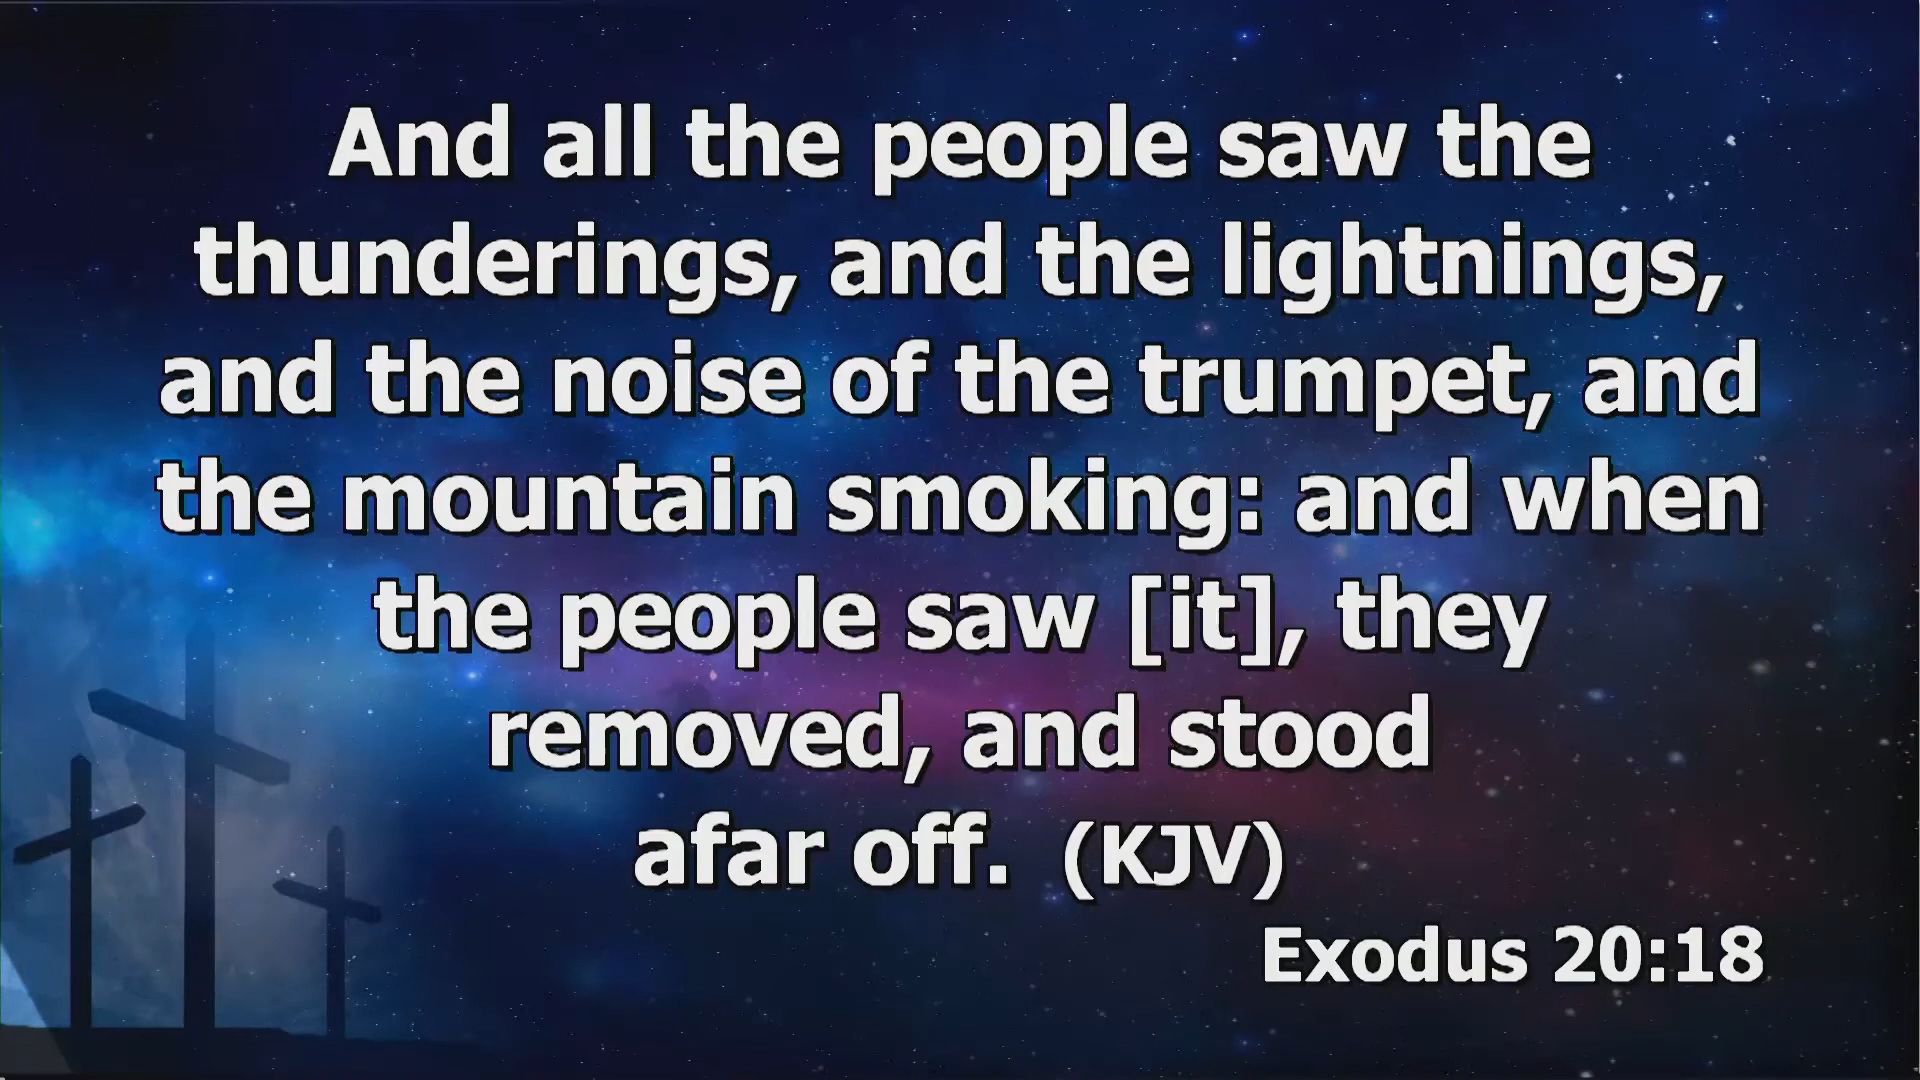 And all the people saw the
thunderings, and the lightnings,
and the noise of the trumpet, and
the mountain smoking: and when
the people saw [it], they
removed, and stood
afar off. (KJV)
Exodus 20:18